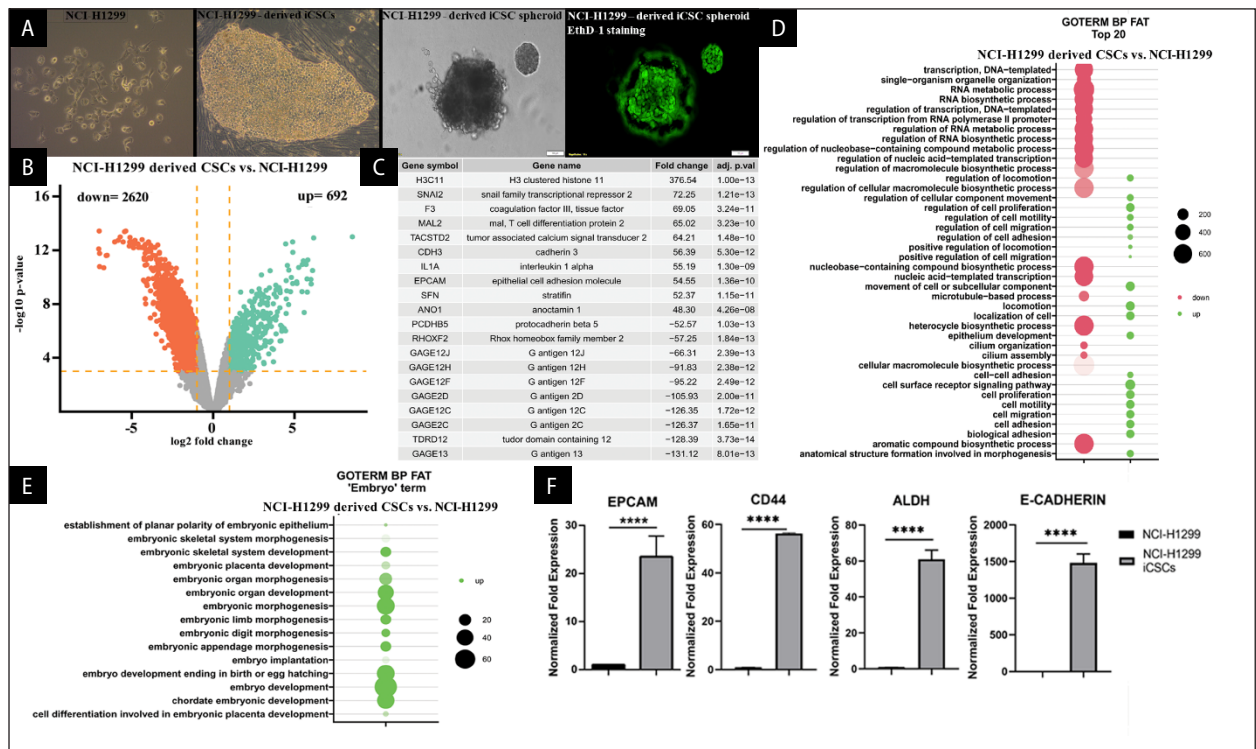 A
NCI-H1299
NCI-H1299 - derived iCSCs
NCI-H1299 - derived iCSC spheroid
NCI-H1299 - derived iCSC spheroid
EthD-1 staining
B
NCI-H1299 derived CSCs vs. NCI-H1299
down= 2620
up= 692
16
12
8
4
-log10 p-value
-5
0
5
log2 fold change
C
Gene symbol Gene name Fold change adj. p.val
H3C11 H3 clustered histone 11 376.54 1.00e−13
SNAI2 snail family transcriptional repressor 2 72.25 1.21e−13
F3 coagulation factor III, tissue factor 69.05 3.24e−11
MAL2 mal, T cell differentiation protein 2 65.02 3.23e−10
TACSTD2 tumor associated calcium signal transducer 2 64.21 1.48e−10
CDH3 cadherin 3 56.39 5.30e−12
IL1A interleukin 1 alpha 55.19 1.30e−09
EPCAM epithelial cell adhesion molecule 54.55 1.36e−10
SFN stratifin 52.37 1.15e−11
ANO1 anoctamin 1 48.30 4.26e−08
PCDHB5 protocadherin beta 5 −52.57 1.03e−13
RHOXF2 Rhox homeobox family member 2 −57.25 1.84e−13
GAGE12J G antigen 12J −66.31 2.39e−13
GAGE12H G antigen 12H −91.83 2.38e−12
GAGE12F G antigen 12F −95.22 2.49e−12
GAGE2D G antigen 2D −105.93 2.00e−11
GAGE12C G antigen 12C −126.35 1.72e−12
GAGE2C G antigen 2C −126.37 1.65e−11
TDRD12 tudor domain containing 12 −128.39 3.73e−14
GAGE13 G antigen 13 −131.12 8.01e−13
D
GOTERM BP FAT
Top 20
NCI-H1299 derived CSCs vs. NCI-H1299
transcription, DNA-templated
single-organism organelle organization
RNA metabolic process
RNA biosynthetic process
regulation of transcription, DNA-templated
regulation of transcription from RNA polymerase II promoter
regulation of RNA metabolic process
regulation of RNA biosynthetic process
regulation of nucleobase-containing compound metabolic process
regulation of nucleic acid-templated transcription
regulation of macromolecule biosynthetic process
regulation of locomotion
regulation of cellular macromolecule biosynthetic process
regulation of cellular component movement
regulation of cell proliferation
regulation of cell motility
regulation of cell migration
regulation of cell adhesion
positive regulation of locomotion
positive regulation of cell migration
nucleobase-containing compound biosynthetic process
nucleic acid-templated transcription
movement of cell or subcellular component
microtubule-based process
locomotion
localization of cell
heterocycle biosynthetic process
epithelium development
cilium organization
cilium assembly
cellular macromolecule biosynthetic process
cell-cell adhesion
cell surface receptor signaling pathway
cell proliferation
cell motility
cell migration
cell adhesion
biological adhesion
aromatic compound biosynthetic process
anatomical structure formation involved in morphogenesis
200
400
600
down
up
E
GOTERM BP FAT
'Embryo' term
NCI-H1299 derived CSCs vs. NCI-H1299
establishment of planar polarity of embryonic epithelium
embryonic skeletal system morphogenesis
embryonic skeletal system development
embryonic placenta development
embryonic organ morphogenesis
embryonic organ development
embryonic morphogenesis
embryonic limb morphogenesis
embryonic digit morphogenesis
embryonic appendage morphogenesis
embryo implantation
embryo development ending in birth or egg hatching
embryo development
chordate embryonic development
cell differentiation involved in embryonic placenta development
up
20
40
60
F
EPCAM
****
Normalized Fold Expression
30
20
10
0
CD44
****
Normalized Fold Expression
60
40
20
0
ALDH
****
Normalized Fold Expression
80
60
40
20
0
E-CADHERIN
****
Normalized Fold Expression
2000
1500
1000
500
0
NCI-H1299
NCI-H1299
iCSCs